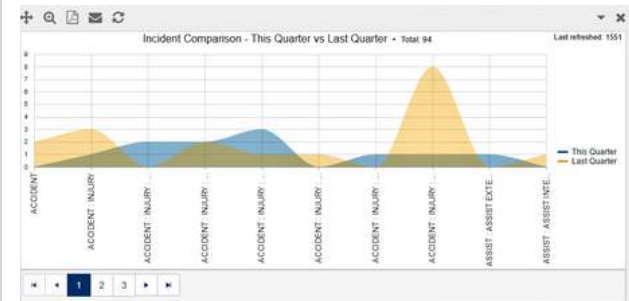 Incident Comparison - This Quarter vs Last Quarter • Total: 94
Last refreshed: 1551
9
8
7
6
5
4
3
2
1
0
This Quarter
Last Quarter
ACCIDENT
ACCIDENT : INJURY ...
ACCIDENT : INJURY ...
ACCIDENT : INJURY ...
ACCIDENT : INJURY ...
ACCIDENT : INJURY ...
ACCIDENT : INJURY ...
ACCIDENT : INJURY ...
ASSIST : ASSIST EXTE...
ASSIST : ASSIST INTE...
1 2 3